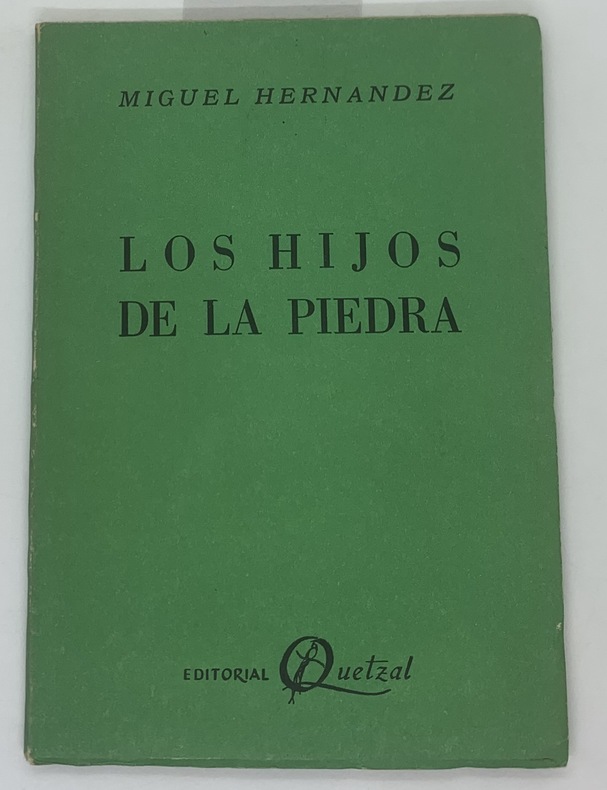 MIGUEL HERNANDEZ
LOS HIJOS
DE LA PIEDRA
EDITORIAL Quetzal